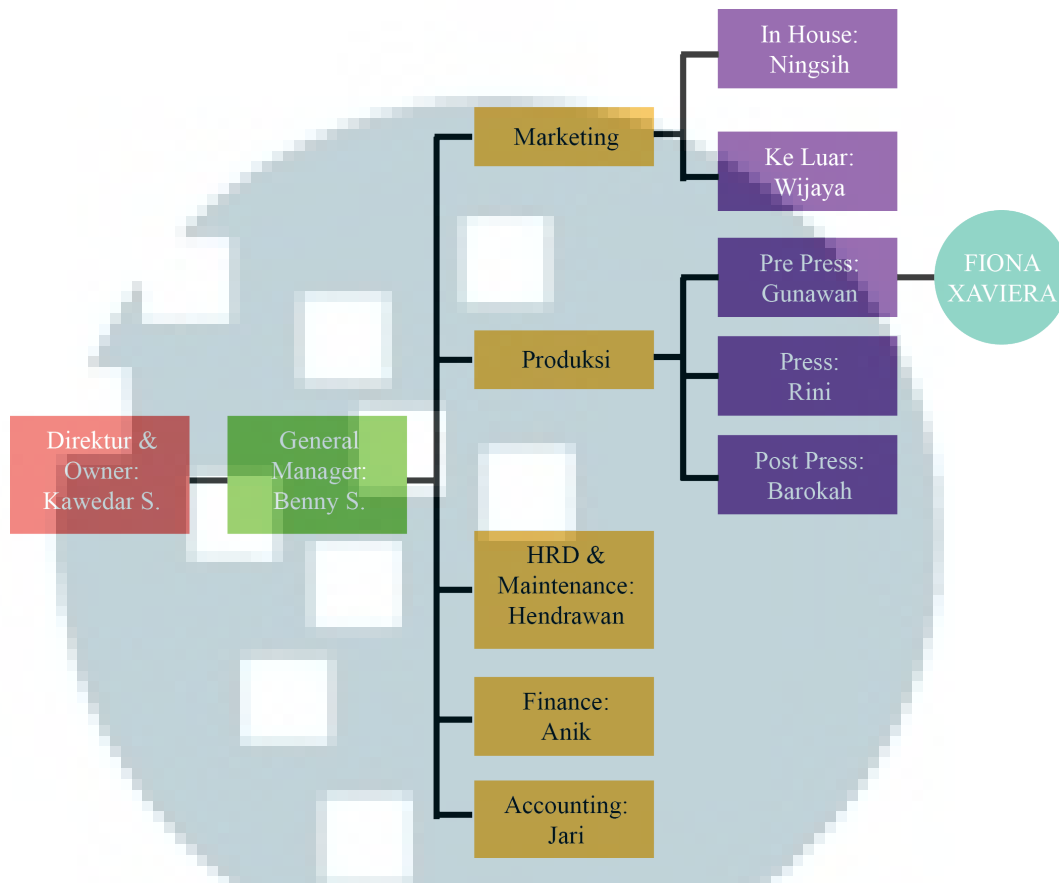 In House:
Ningsih
Marketing
Ke Luar:
Wijaya
Pre Press:
Gunawan
FIONA
XAVIERA
Produksi
Press:
Rini
Direktur &
Owner:
Kawedar S.
General
Manager:
Benny S.
Post Press:
Barokah
HRD &
Maintenance:
Hendrawan
Finance:
Anik
Accounting:
Jari